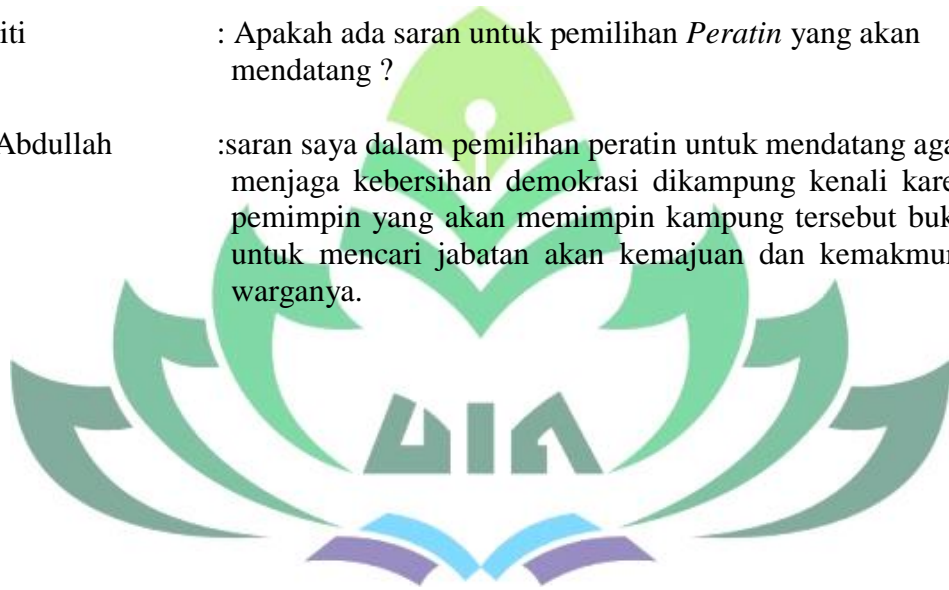 iti : Apakah ada saran untuk pemilihan Peratin yang akan
mendatang ?
Abdullah :saran saya dalam pemilihan peratin untuk mendatang aga
menjaga kebersihan demokrasi dikampung kenali kare
pemimpin yang akan memimpin kampung tersebut buk
untuk mencari jabatan akan kemajuan dan kemakmu
warganya.
UIN